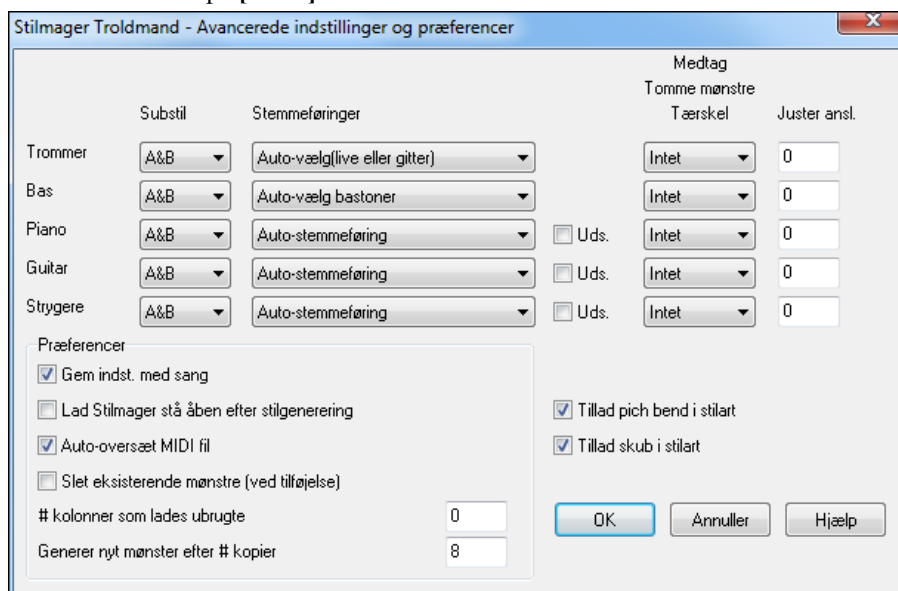 Stilmager Troldmand - Avancerede indstillinger og præferencer
Medtag
Tomme mønstre
Substil Stemmeføringer Tærskel Juster ansl.
Trommer A&B Auto-vælg(live eller gitter) Intet 0
Bas A&B Auto-vælg bastoner Intet 0
Piano A&B Auto-stemmeføring Uds. Intet 0
Guitar A&B Auto-stemmeføring Uds. Intet 0
Strygere A&B Auto-stemmeføring Uds. Intet 0
Præferencer
Gem indst. med sang
Lad Stilmager stå åben efter stilgenerering Tillad pich bend i stilart
Auto-oversæt MIDI fil Tillad skub i stilart
Slet eksisterende mønstre (ved tilføjelse)
# kolonner som lades ubrugte 0 OK Annuller Hjælp
Generer nyt mønster efter # kopier 8